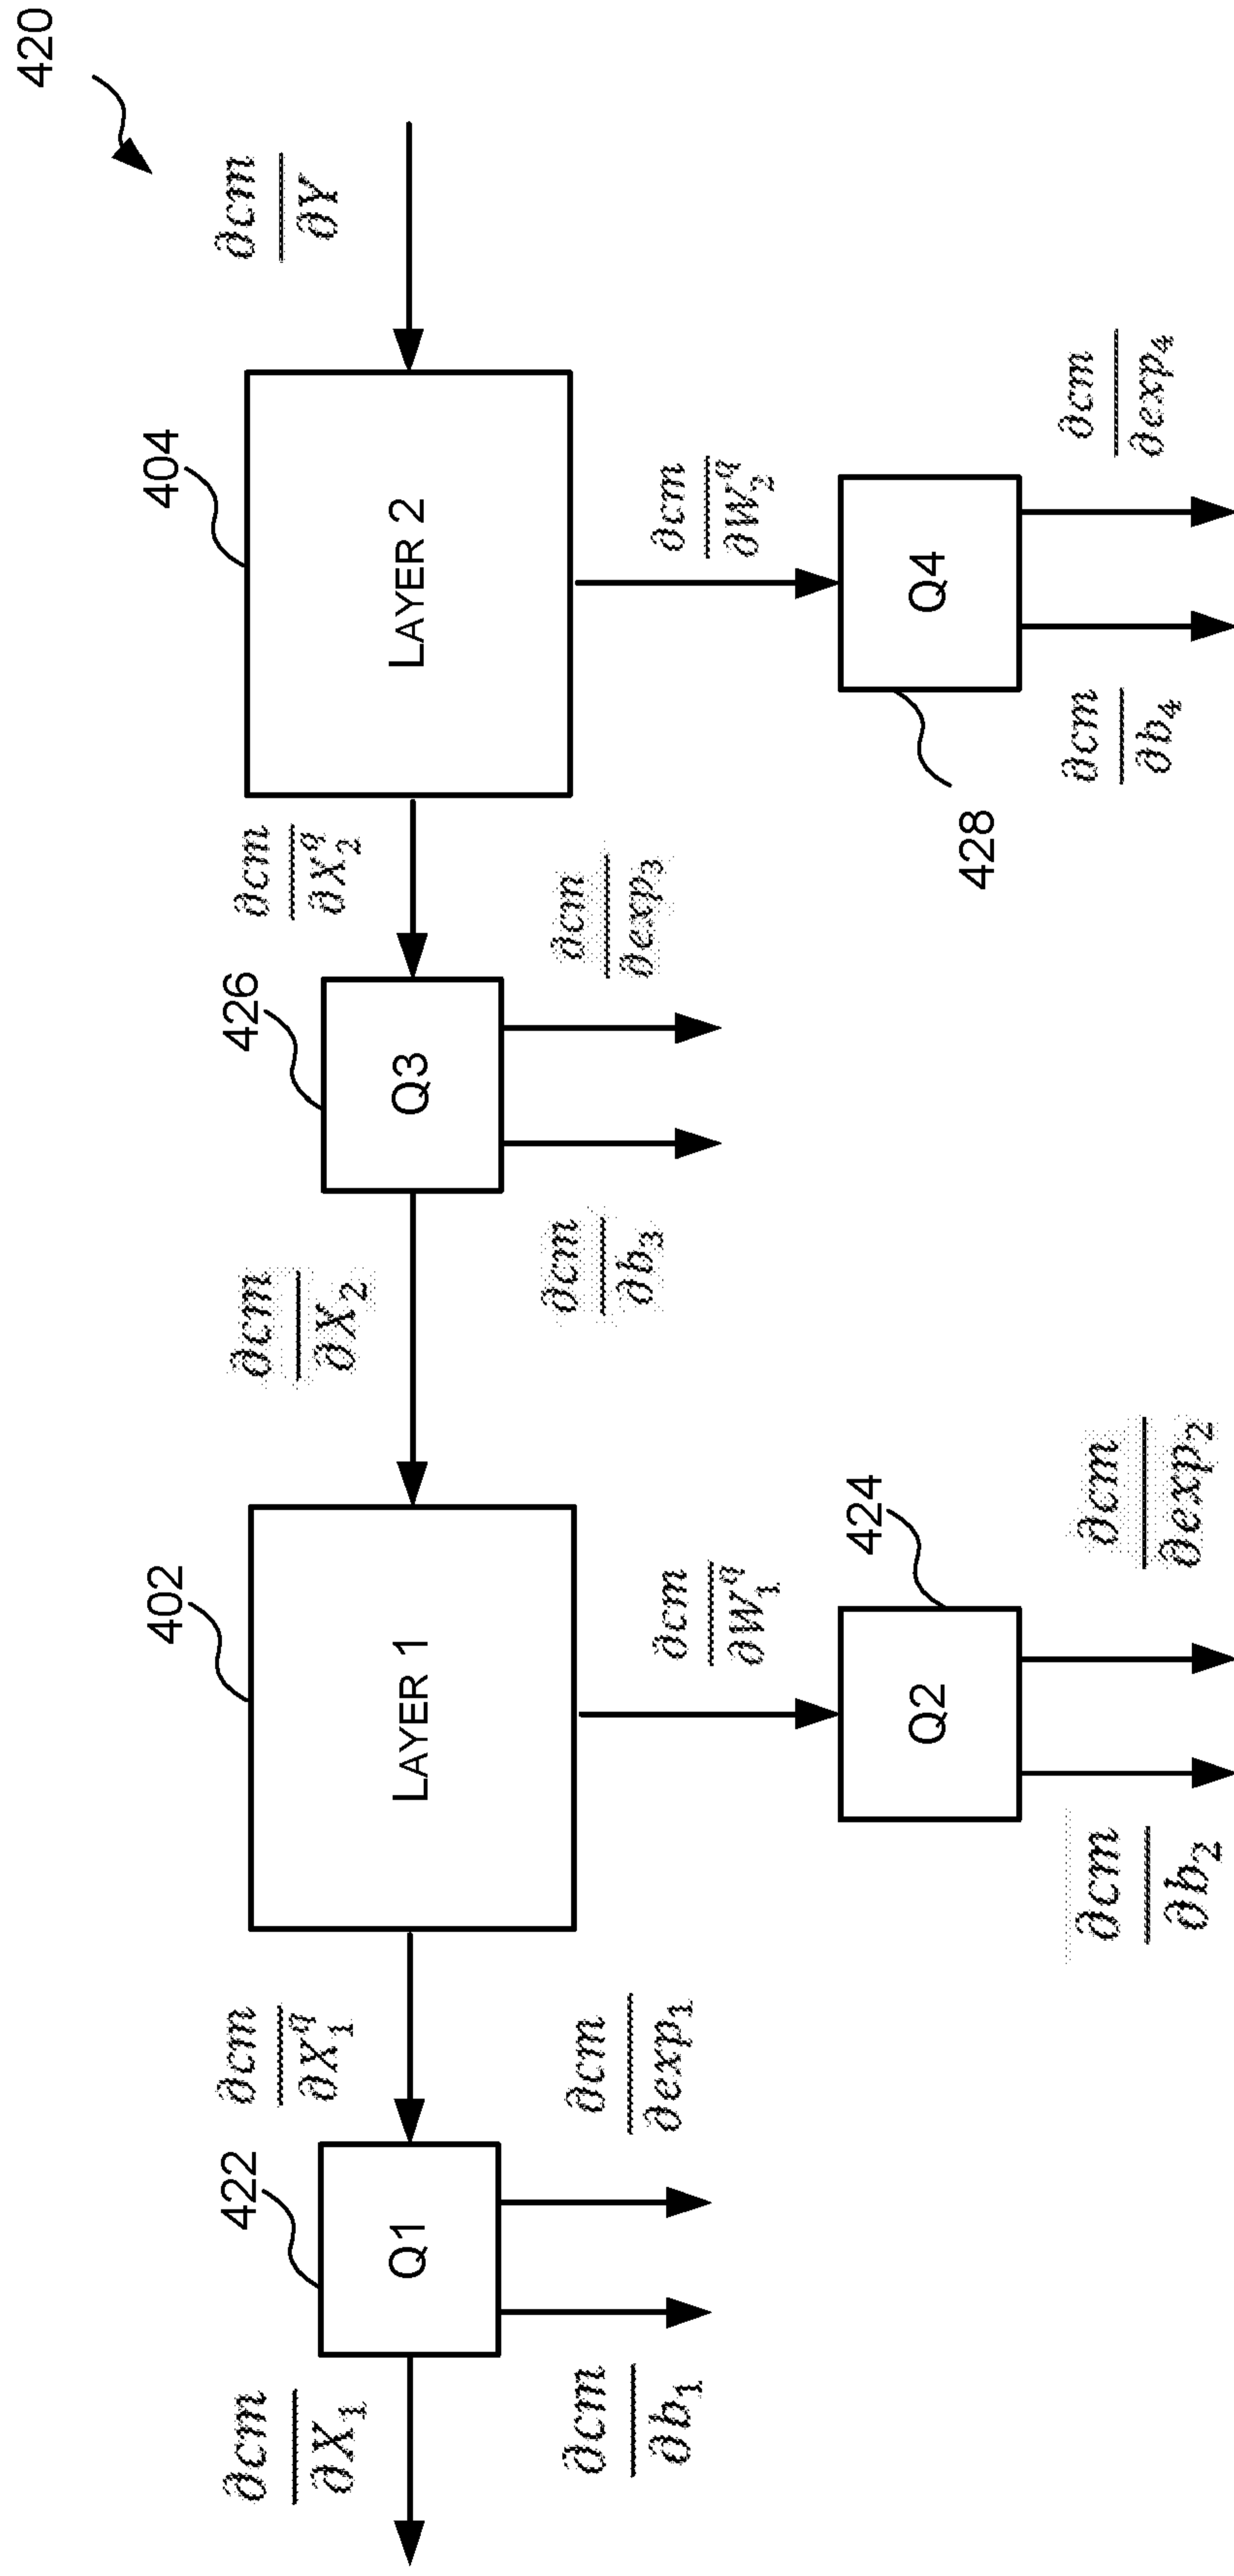 420
∂cm/∂Y
404
LAYER 2
∂cm/∂X₂^q
426
Q3
∂cm/∂X₂
402
LAYER 1
∂cm/∂X₁^q
422
Q1
∂cm/∂X₁
∂cm/∂b₁
∂cm/∂exp₁
∂cm/∂W₁^q
424
Q2
∂cm/∂b₂
∂cm/∂exp₂
∂cm/∂b₃
∂cm/∂exp₃
∂cm/∂W₂^q
Q4
428
∂cm/∂b₄
∂cm/∂exp₄